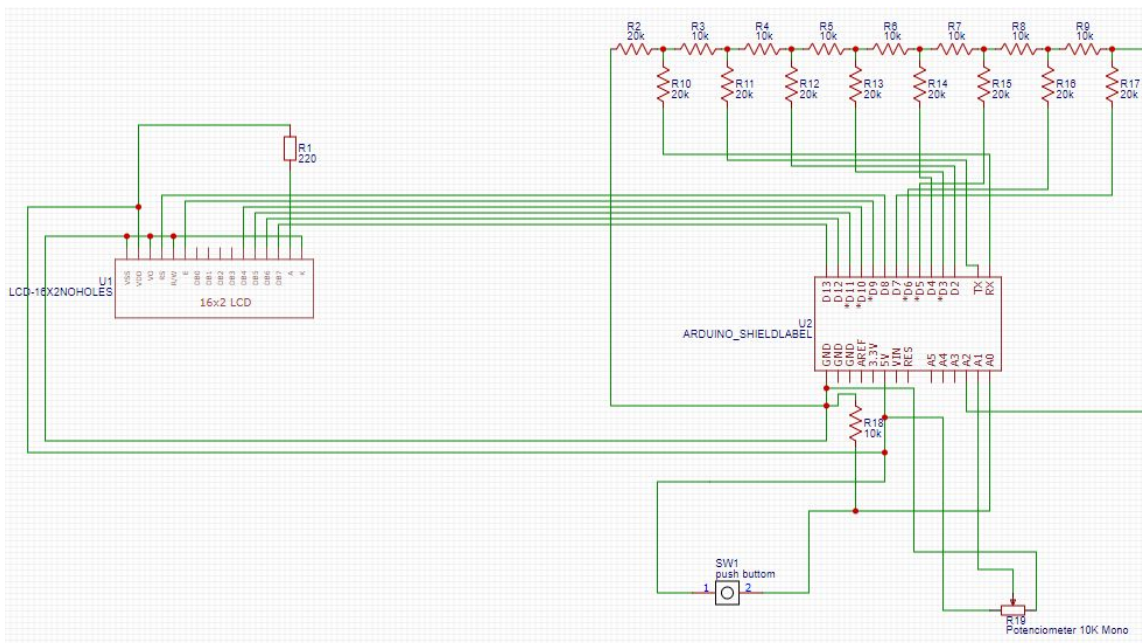 R2
20k
R3
10k
R4
10k
R5
10k
R6
10k
R7
10k
R8
10k
R9
10k
R10
20k
R11
20k
R12
20k
R13
20k
R14
20k
R15
20k
R16
20k
R17
20k
R1
220
VSS
VDD
VO
RS
R/W
E
DB0
DB1
DB2
DB3
DB4
DB5
DB6
DB7
A
K
U1
LCD-16X2NOHOLES
16x2 LCD
D13
D12
*D11
*D10
*D9
D8
D7
*D6
*D5
D4
*D3
D2
TX
RX
U2
ARDUINO_SHIELDLABEL
GND
GND
GND
AREF
3.3V
5V
VIN
RES
A5
A4
A3
A2
A1
A0
R18
10k
SW1
push buttom
1
2
R19
Potenciometer 10K Mono